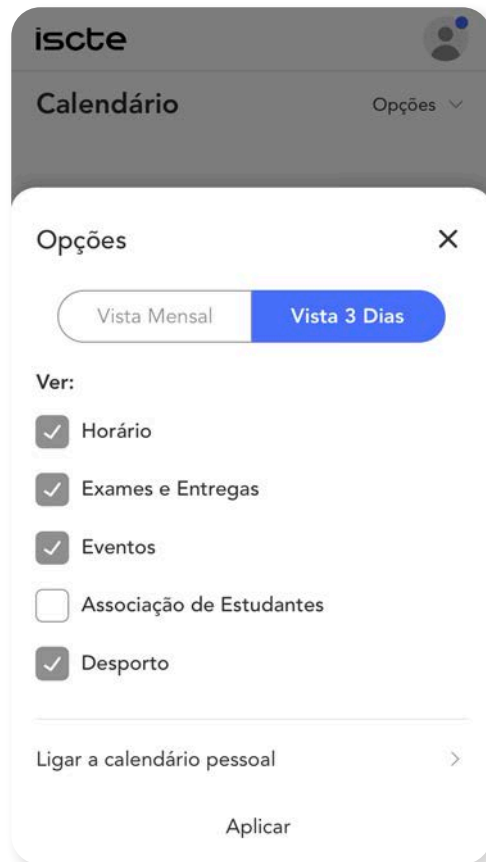 iscte
Calendário Opções
Opções
Vista Mensal Vista 3 Dias
Ver:
Horário
Exames e Entregas
Eventos
Associação de Estudantes
Desporto
Ligar a calendário pessoal
Aplicar